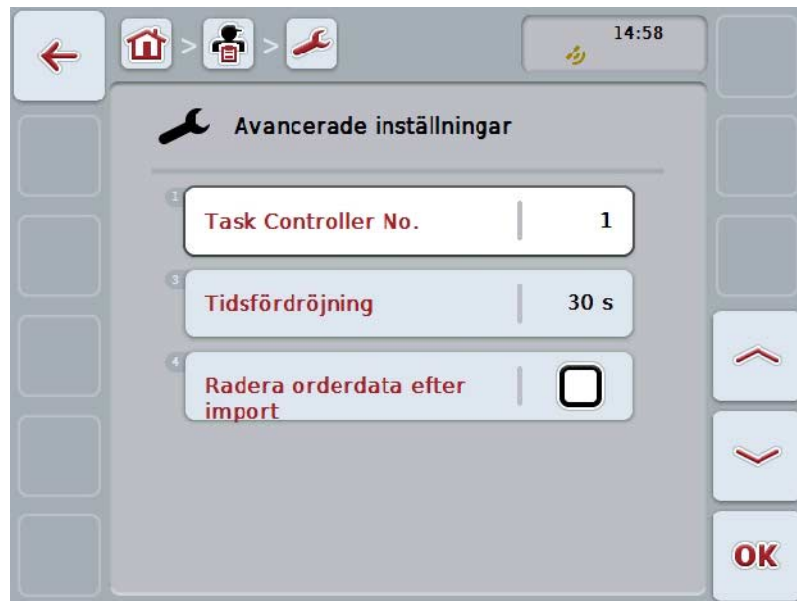 14:58
Avancerade inställningar
1
Task Controller No. 1
3
Tidsfördröjning 30 s
4
Radera orderdata efter
import
OK